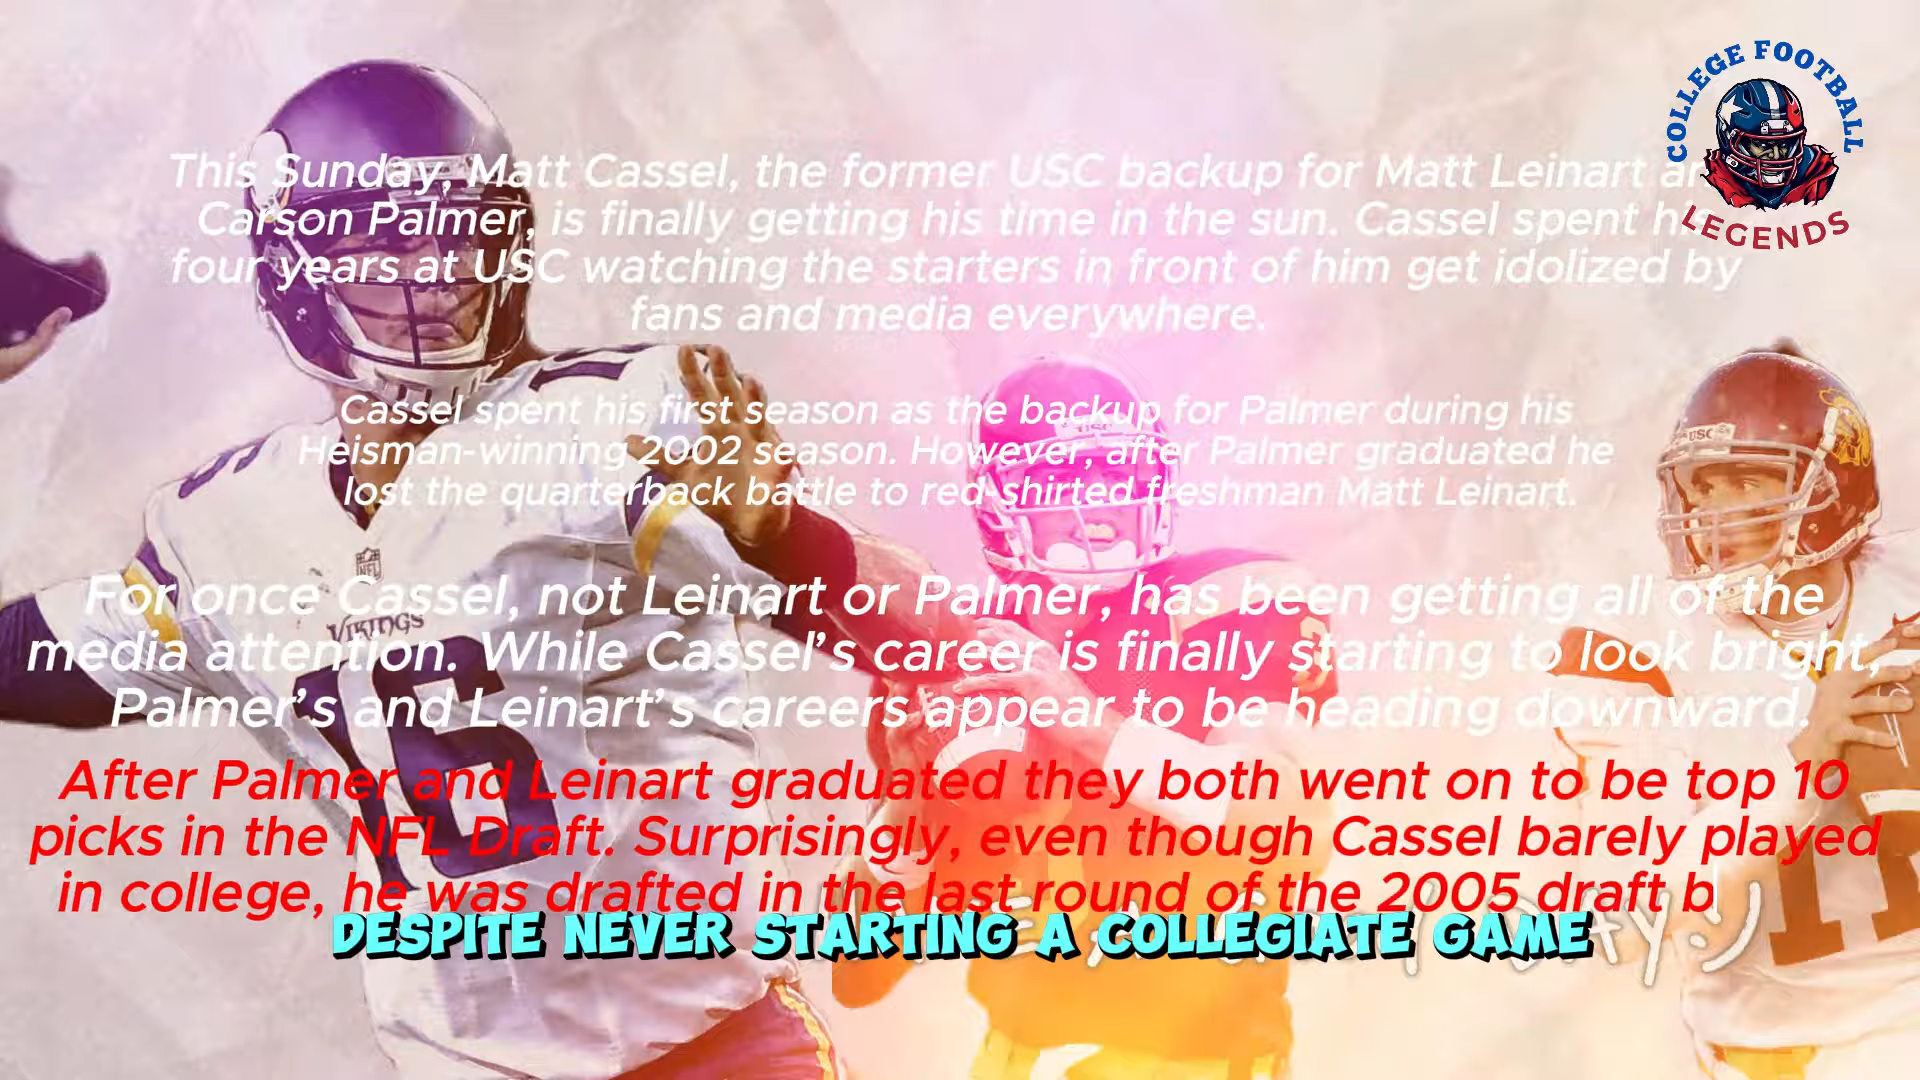 COLLEGE FOOTBALL
LEGENDS
This Sunday, Matt Cassel, the former USC backup for Matt Leinart an
Carson Palmer, is finally getting his time in the sun. Cassel spent his
four years at USC watching the starters in front of him get idolized by
fans and media everywhere.
Cassel spent his first season as the backup for Palmer during his
Heisman-winning 2002 season. However, after Palmer graduated he
lost the quarterback battle to red-shirted freshman Matt Leinart.
For once Cassel, not Leinart or Palmer, has been getting all of the
media attention. While Cassel’s career is finally starting to look bright,
Palmer’s and Leinart’s careers appear to be heading downward.
After Palmer and Leinart graduated they both went on to be top 10
picks in the NFL Draft. Surprisingly, even though Cassel barely played
in college, he was drafted in the last round of the 2005 draft b
DESPITE NEVER STARTING A COLLEGIATE GAME
NFL
VIKINGS
16
USC
USC